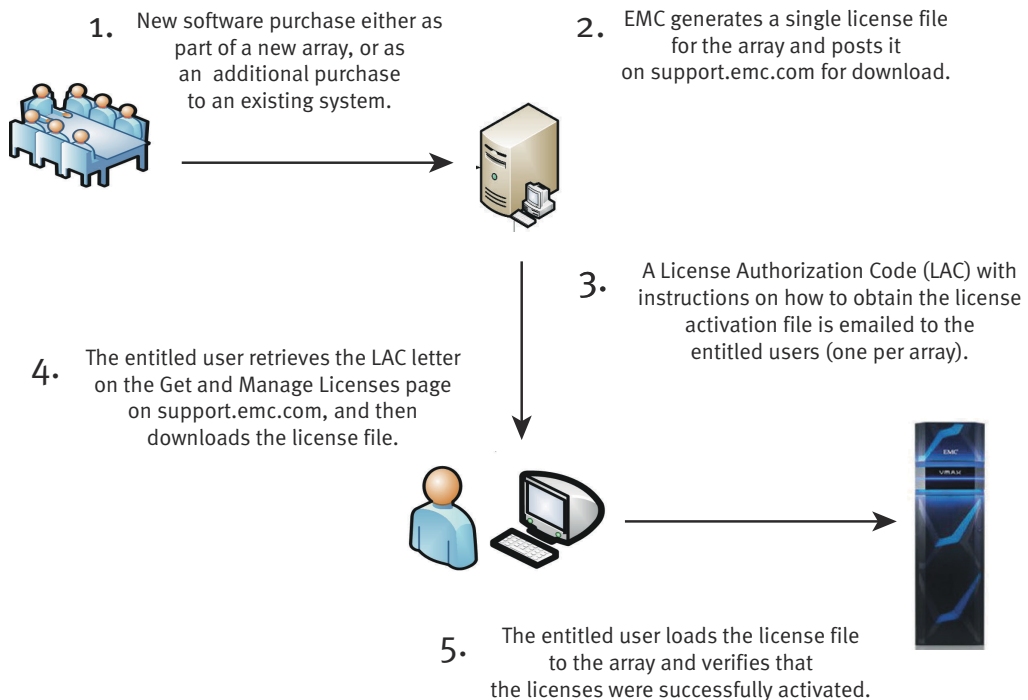 1.
New software purchase either as
part of a new array, or as
an additional purchase
to an existing system.
2.
EMC generates a single license file
for the array and posts it
on support.emc.com for download.
3.
A License Authorization Code (LAC) with
instructions on how to obtain the license
activation file is emailed to the
entitled users (one per array).
4.
The entitled user retrieves the LAC letter
on the Get and Manage Licenses page
on support.emc.com, and then
downloads the license file.
EMC
VMAX
5.
The entitled user loads the license file
to the array and verifies that
the licenses were successfully activated.